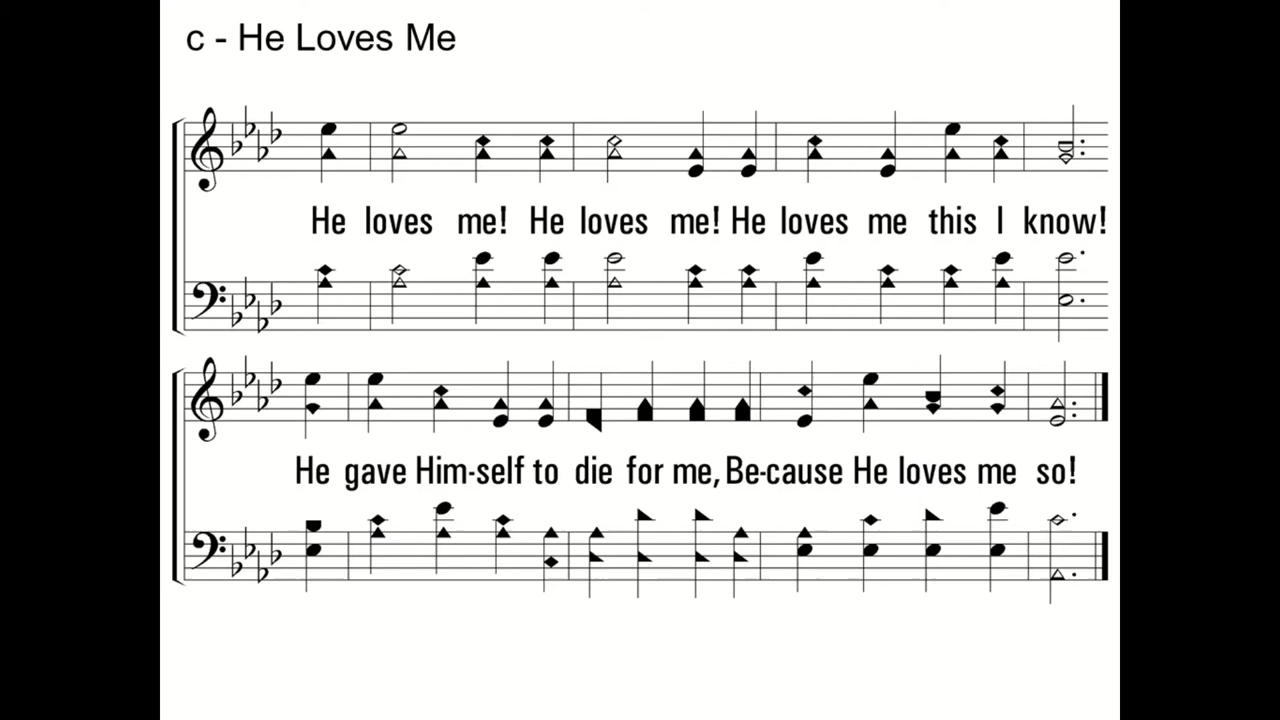 c - He Loves Me
He loves me! He loves me! He loves me this I know!
He gave Him-self to die for me, Be-cause He loves me so!